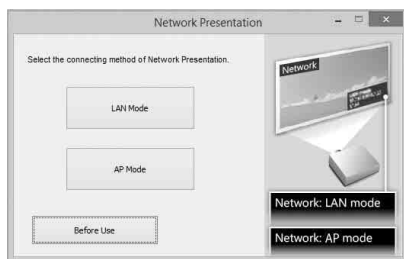 Network Presentation
Select the connecting method of Network Presentation.
LAN Mode
AP Mode
Before Use
Network
Network: LAN mode
Network: AP mode